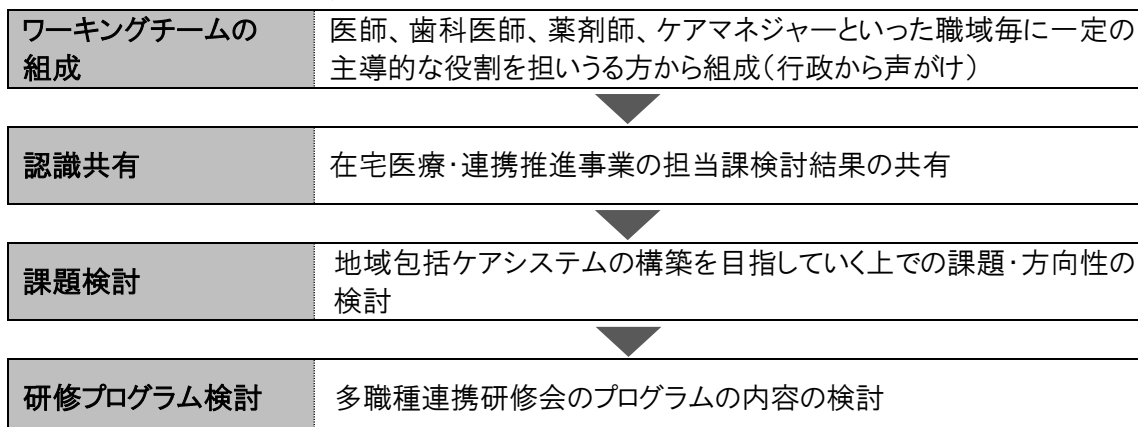 ワーキングチームの
組成
医師、歯科医師、薬剤師、ケアマネジャーといった職域毎に一定の
主導的な役割を担いうる方から組成(行政から声がけ)
認識共有
在宅医療・連携推進事業の担当課検討結果の共有
課題検討
地域包括ケアシステムの構築を目指していく上での課題・方向性の
検討
研修プログラム検討
多職種連携研修会のプログラムの内容の検討